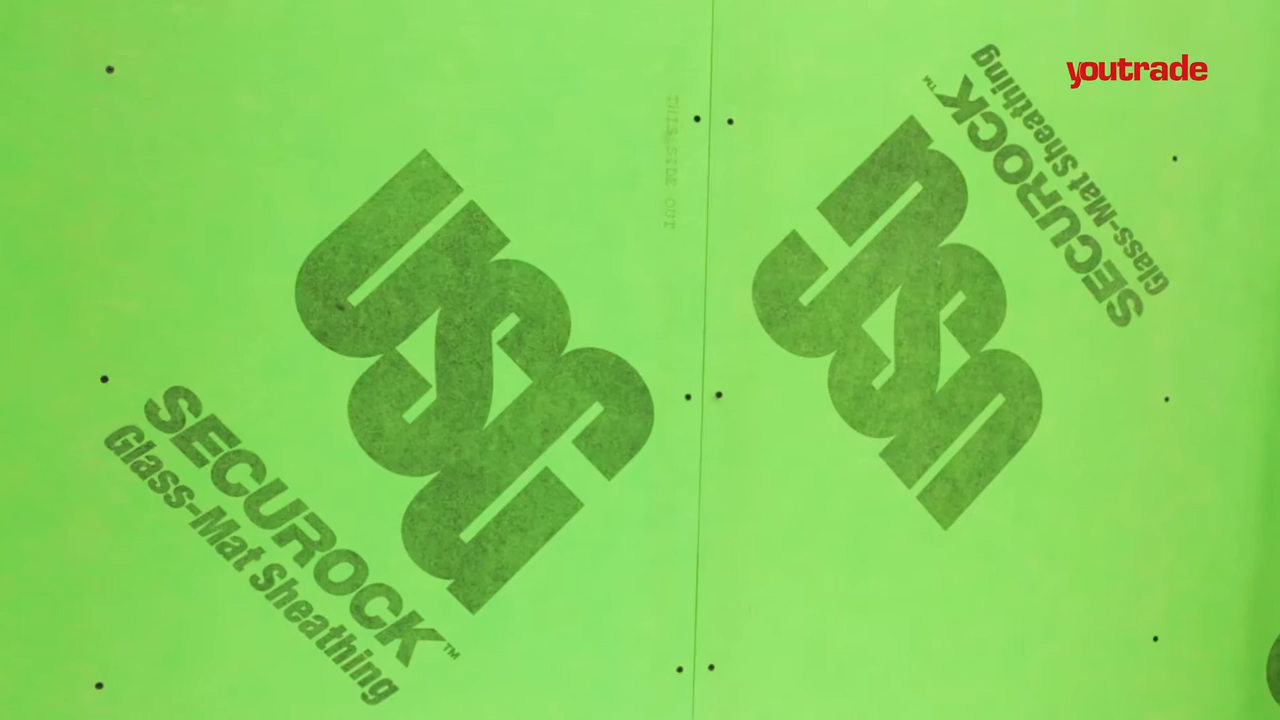 youtrade
THIS SIDE OUT
USG
SECUROCK™
Glass-Mat Sheathing
USG
SECUROCK™
Glass-Mat Sheathing